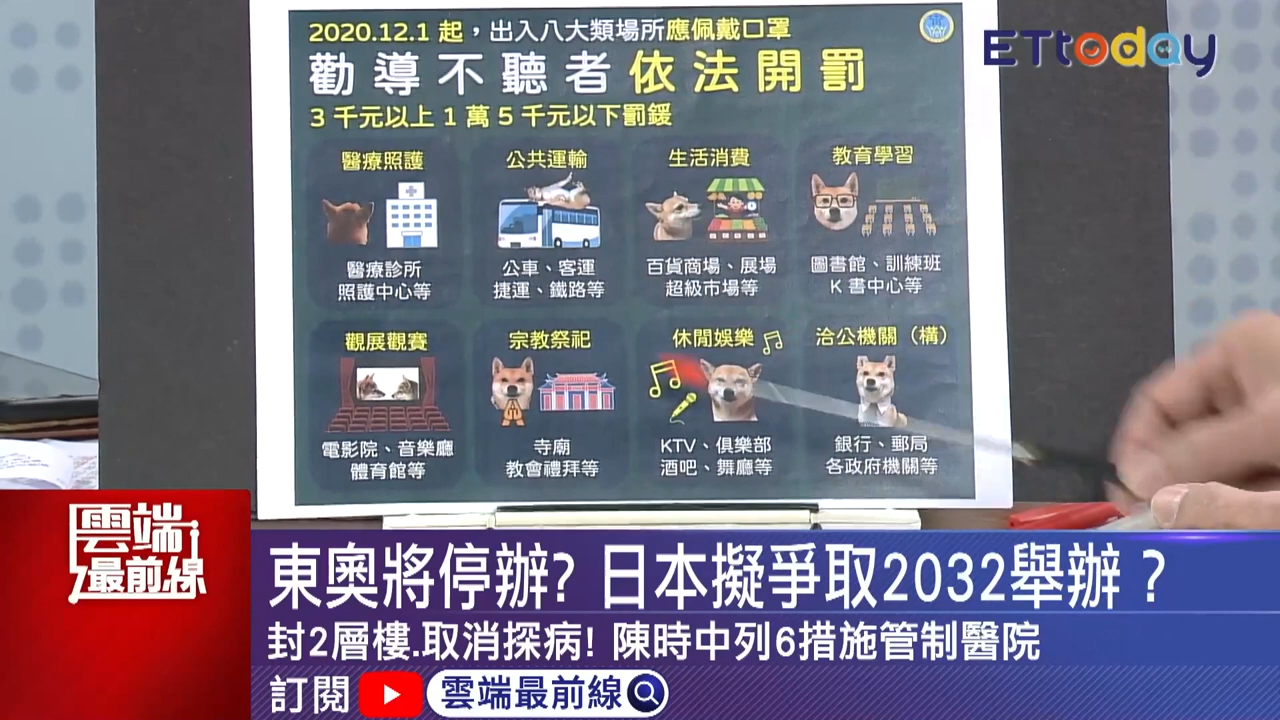 2020.12.1 起，出入八大類場所應佩戴口罩
ETtoday
勸導不聽者依法開罰
3 千元以上 1 萬 5 千元以下罰鍰
醫療照護
公共運輸
生活消費
教育學習
醫療診所
照護中心等
公車、客運
捷運、鐵路等
百貨商場、展場
超級市場等
圖書館、訓練班
K 書中心等
觀展觀賽
宗教祭祀
休閒娛樂
洽公機關（構）
電影院、音樂廳
體育館等
寺廟
教會禮拜等
KTV、俱樂部
酒吧、舞廳等
銀行、郵局
各政府機關等
雲端
最前線
東奧將停辦? 日本擬爭取2032舉辦？
封2層樓.取消探病! 陳時中列6措施管制醫院
訂閱 雲端最前線